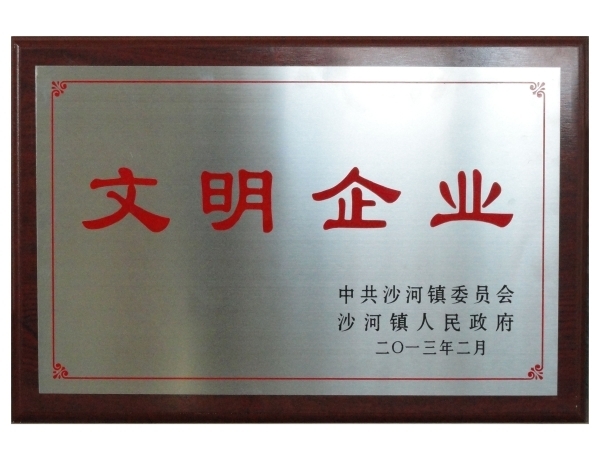 文明企业
中共沙河镇委员会
沙河镇人民政府
二〇一三年二月